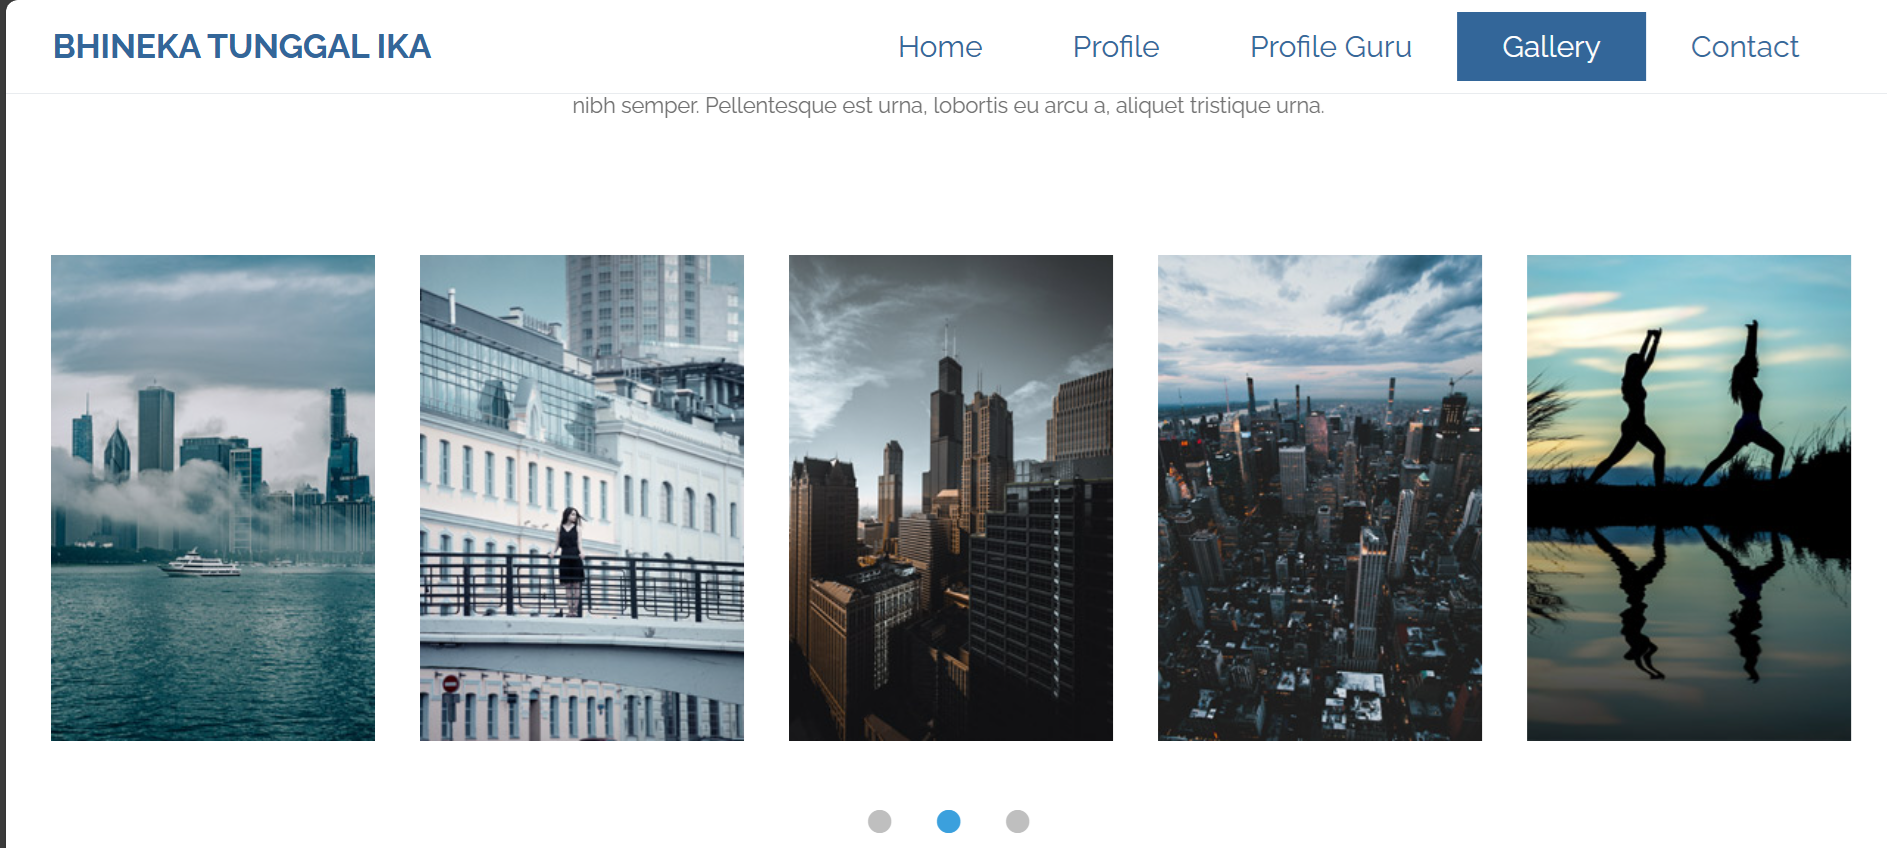 BHINEKA TUNGGAL IKA
Home
Profile
Profile Guru
Gallery
Contact
nibh semper. Pellentesque est urna, lobortis eu arcu a, aliquet tristique urna.